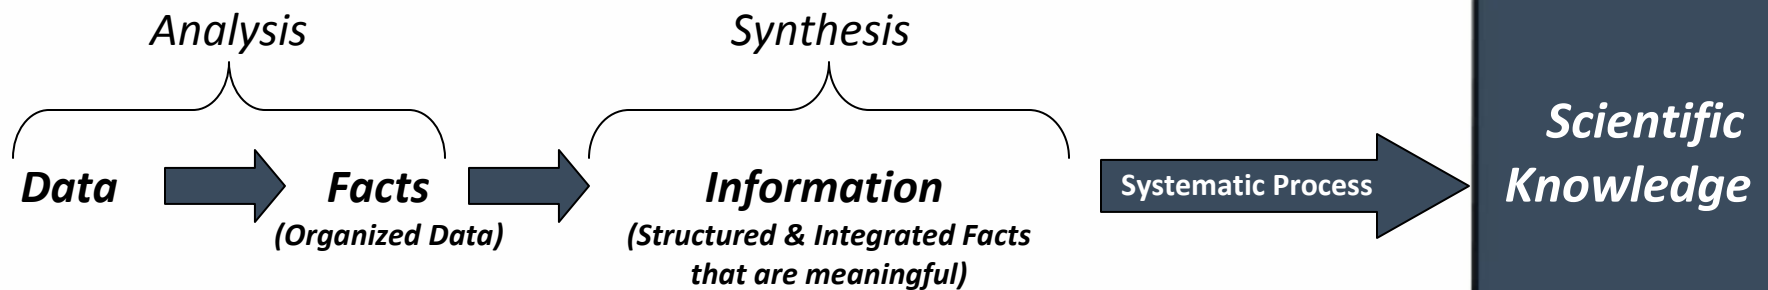 Analysis
Synthesis
Data
Facts
(Organized Data)
Information
(Structured & Integrated Facts
that are meaningful)
Systematic Process
Scientific
Knowledge